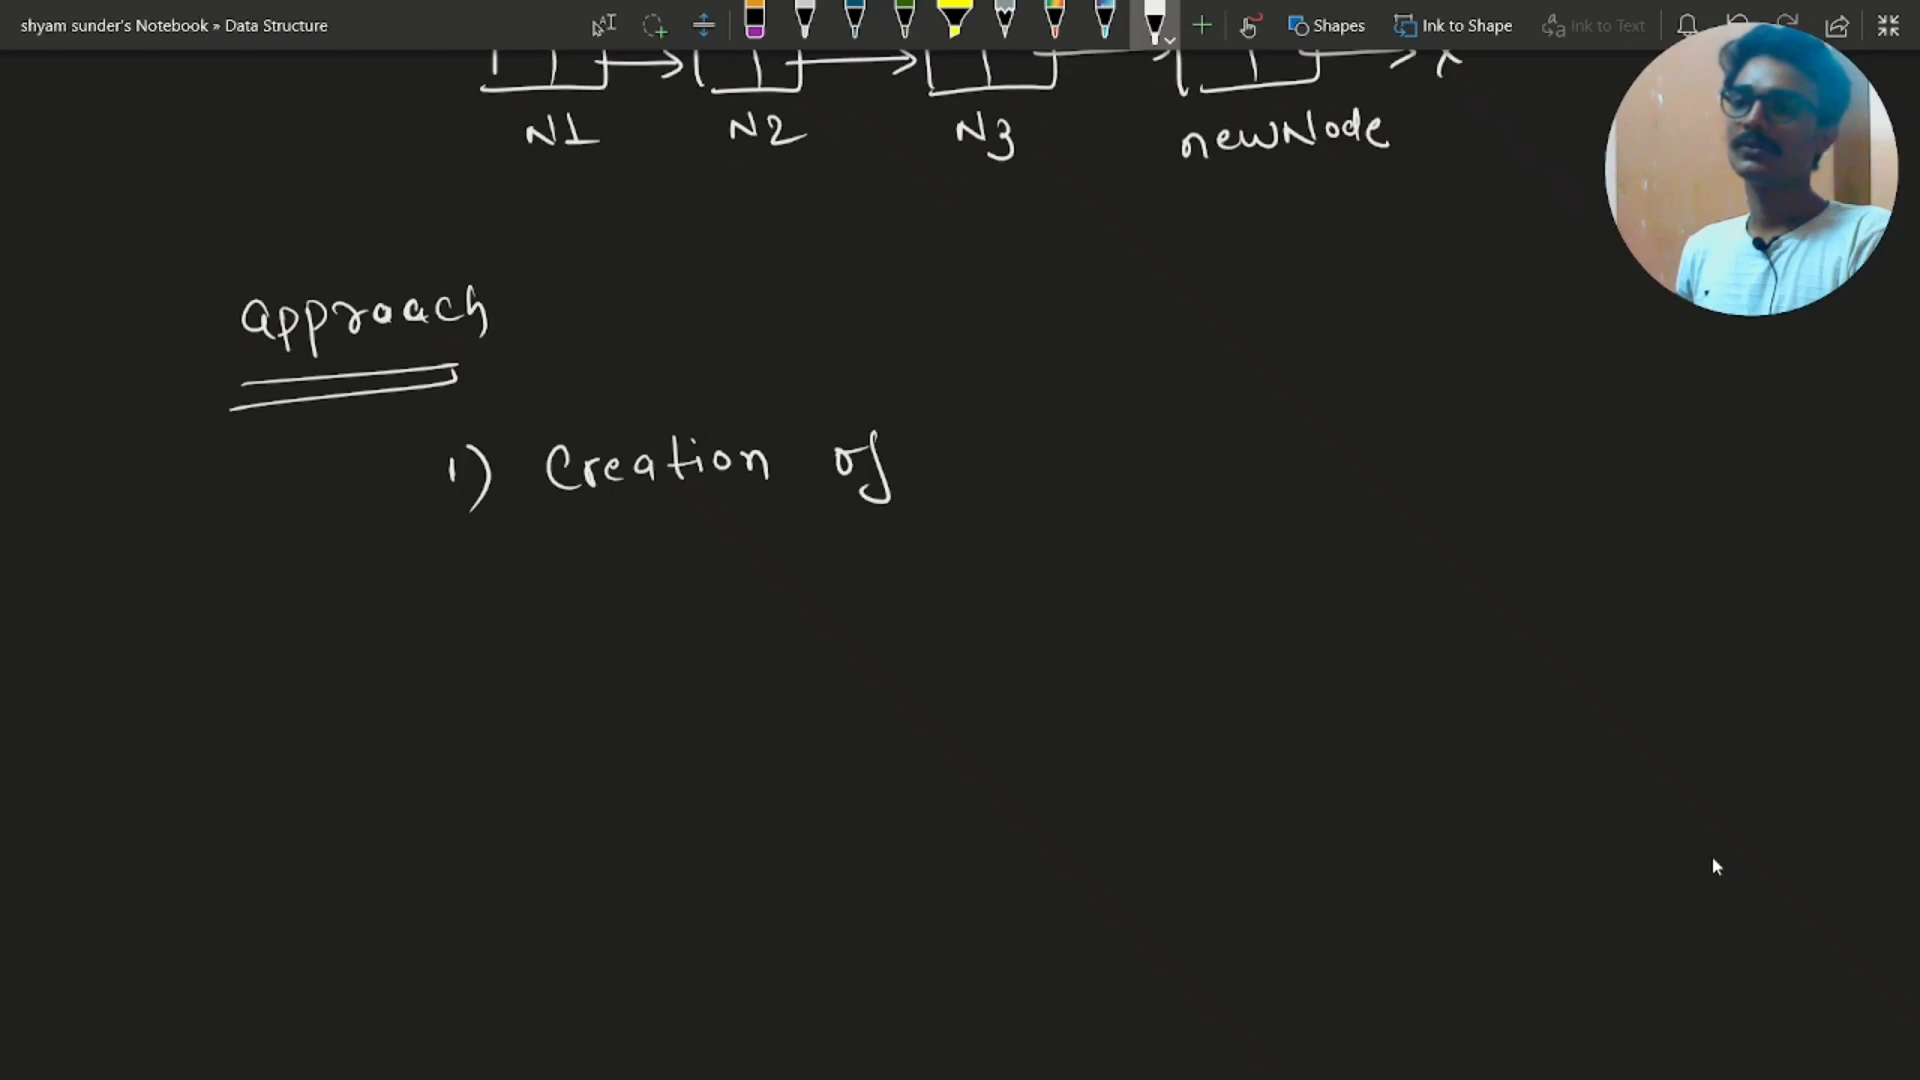 shyam sunder's Notebook » Data Structure
Shapes Ink to Shape Ink to Text
N1 N2 N3 newNode
approach
1) Creation of